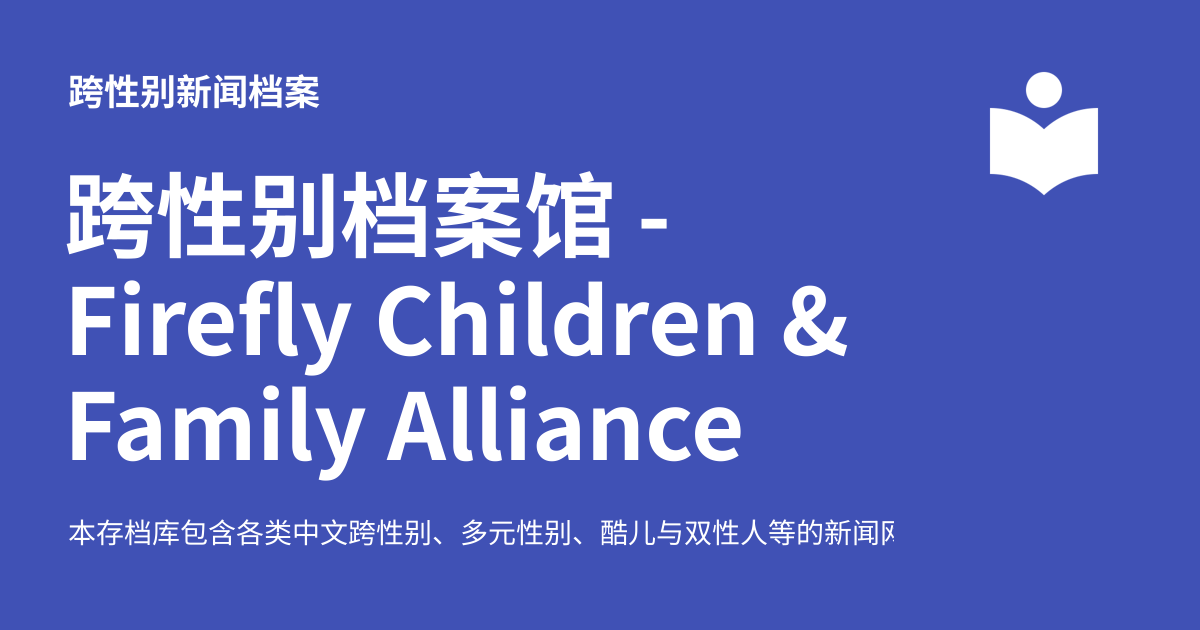 跨性别新闻档案
跨性别档案馆 -
Firefly Children &
Family Alliance
本存档库包含各类中文跨性别、多元性别、酷儿与双性人等的新闻